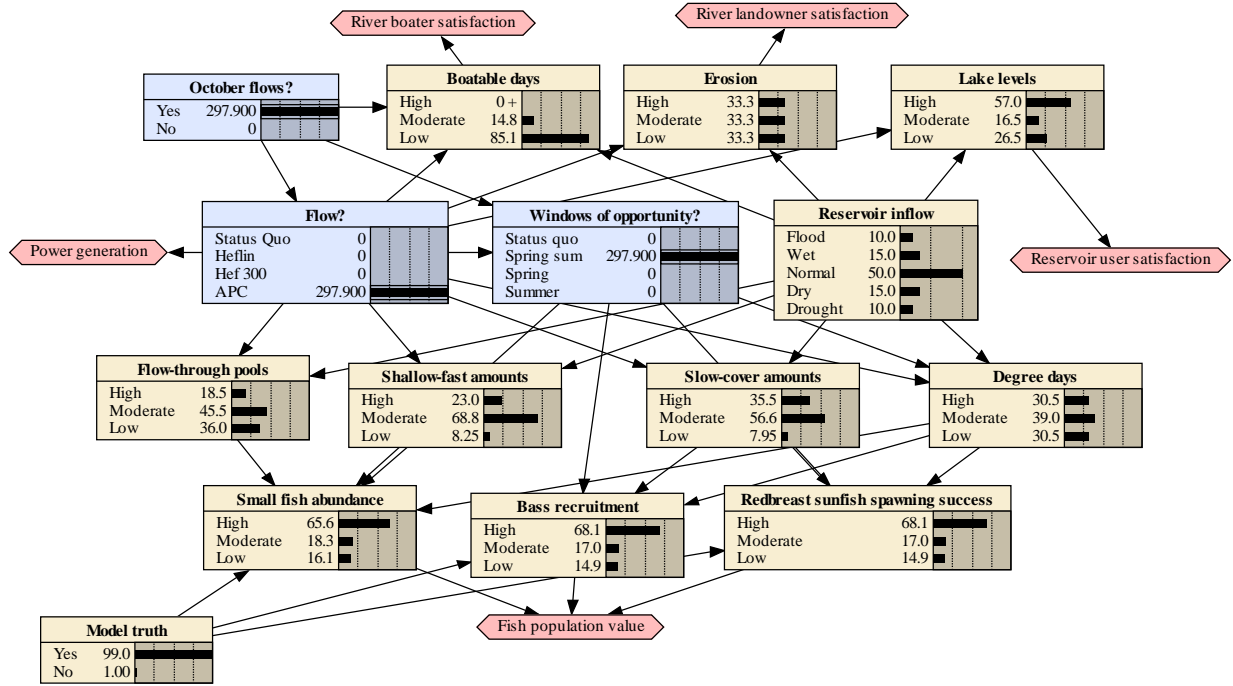 River boater satisfaction
River landowner satisfaction
October flows?
Yes 297.900
No 0
Boatable days
High 0 +
Moderate 14.8
Low 85.1
Erosion
High 33.3
Moderate 33.3
Low 33.3
Lake levels
High 57.0
Moderate 16.5
Low 26.5
Power generation
Flow?
Status Quo 0
Heflin 0
Hef 300 0
APC 297.900
Windows of opportunity?
Status quo 0
Spring sum 297.900
Spring 0
Summer 0
Reservoir inflow
Flood 10.0
Wet 15.0
Normal 50.0
Dry 15.0
Drought 10.0
Reservoir user satisfaction
Flow-through pools
High 18.5
Moderate 45.5
Low 36.0
Shallow-fast amounts
High 23.0
Moderate 68.8
Low 8.25
Slow-cover amounts
High 35.5
Moderate 56.6
Low 7.95
Degree days
High 30.5
Moderate 39.0
Low 30.5
Small fish abundance
High 65.6
Moderate 18.3
Low 16.1
Bass recruitment
High 68.1
Moderate 17.0
Low 14.9
Redbreast sunfish spawning success
High 68.1
Moderate 17.0
Low 14.9
Model truth
Yes 99.0
No 1.00
Fish population value